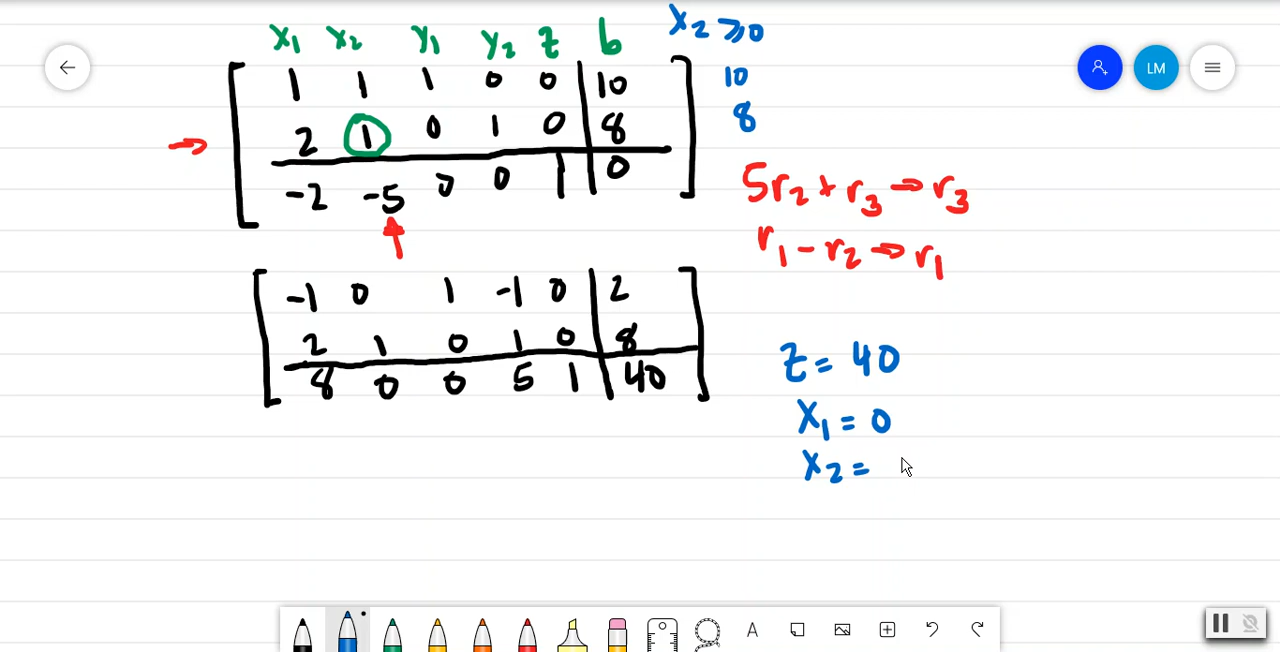 x₁ x₂ y₁ y₂ z b x₂ ≥0
1 1 1 0 0 10 10
2 1 0 1 0 8 8
-2 -5 0 0 1 0
5r₂ + r₃ → r₃
r₁ - r₂ → r₁
-1 0 1 -1 0 2
2 1 0 1 0 8
8 0 0 5 1 40
z = 40
x₁ = 0
x₂ =
LM
A